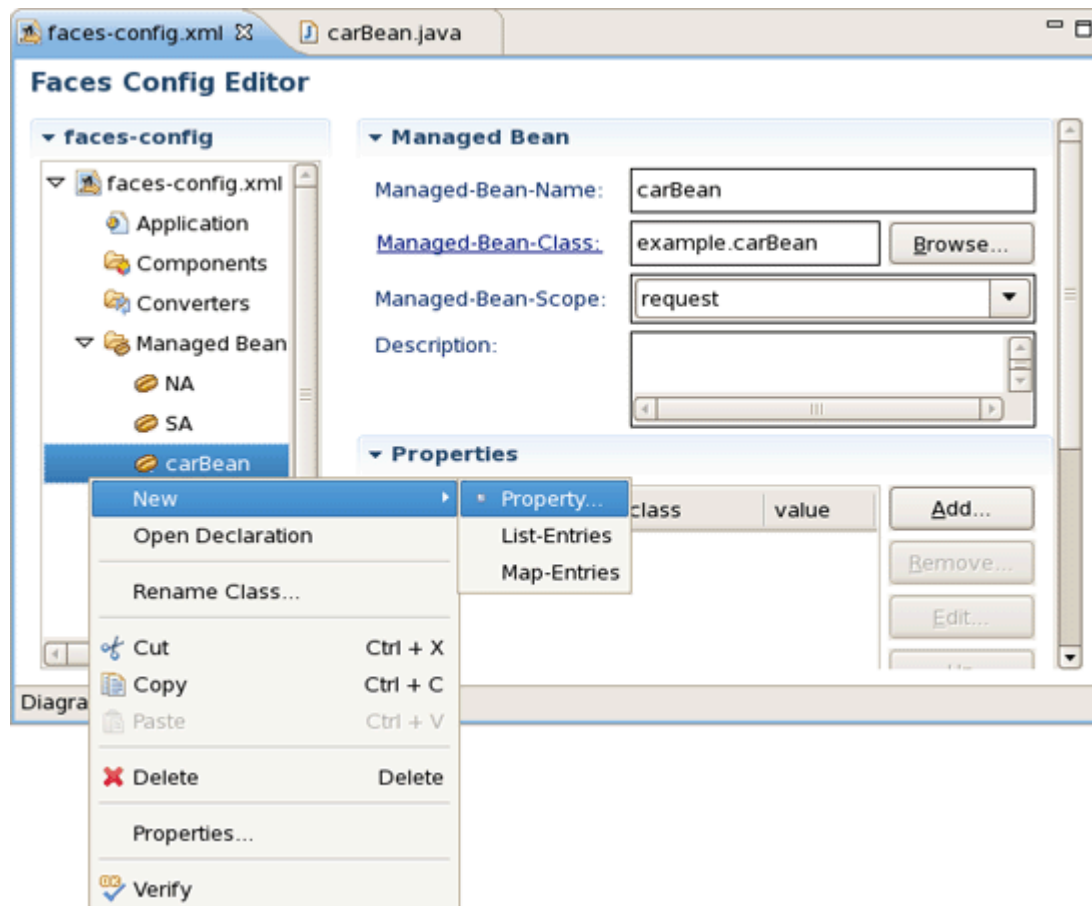 faces-config.xml
carBean.java
Faces Config Editor
faces-config
faces-config.xml
Application
Components
Converters
Managed Bean
NA
SA
carBean
Managed Bean
Managed-Bean-Name: carBean
Managed-Bean-Class: example.carBean Browse...
Managed-Bean-Scope: request
Description:
Properties
class value Add...
Remove...
Edit...
New
Open Declaration
Rename Class...
Cut Ctrl + X
Copy Ctrl + C
Paste Ctrl + V
Delete Delete
Properties...
Verify
Property...
List-Entries
Map-Entries
Diagra